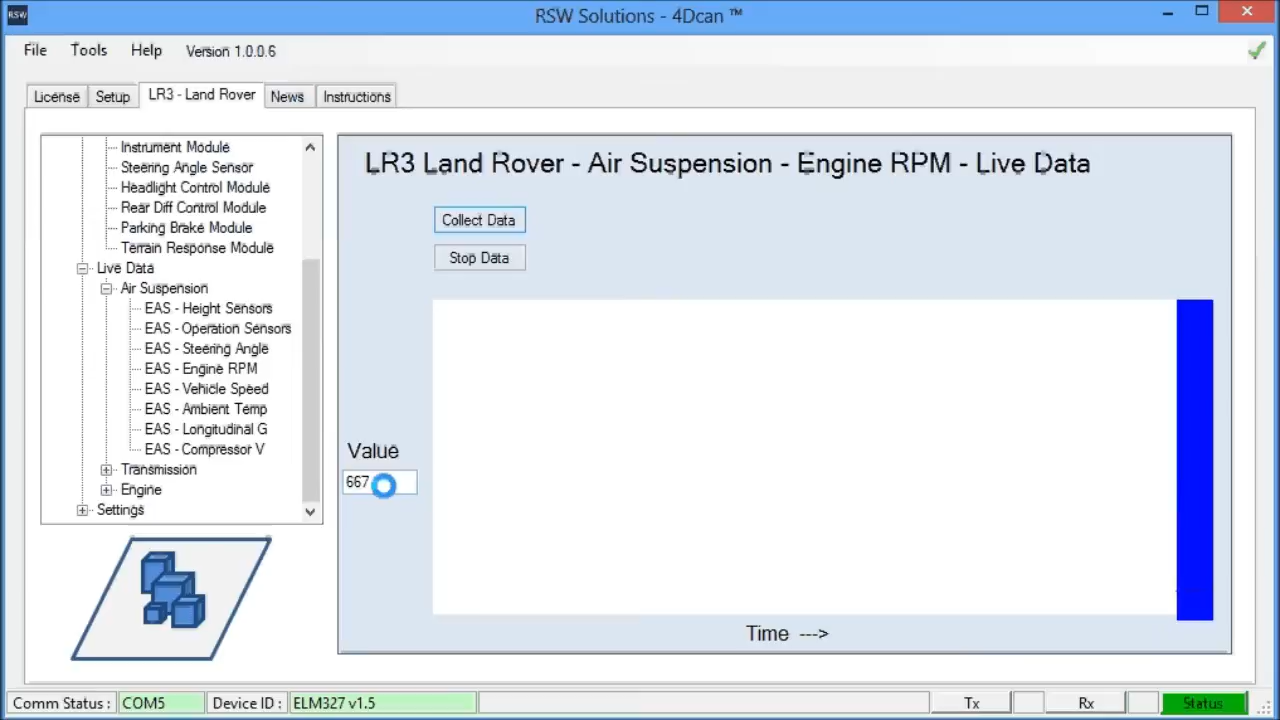 RSW
RSW Solutions - 4Dcan ™
File Tools Help Version 1.0.0.6
License Setup LR3 - Land Rover News Instructions
Instrument Module
Steering Angle Sensor
Headlight Control Module
Rear Diff Control Module
Parking Brake Module
Terrain Response Module
Live Data
Air Suspension
EAS - Height Sensors
EAS - Operation Sensors
EAS - Steering Angle
EAS - Engine RPM
EAS - Vehicle Speed
EAS - Ambient Temp
EAS - Longitudinal G
EAS - Compressor V
Transmission
Engine
Settings
LR3 Land Rover - Air Suspension - Engine RPM - Live Data
Collect Data
Stop Data
Value
667
Time --->
Comm Status : COM5 Device ID : ELM327 v1.5 Tx Rx Status